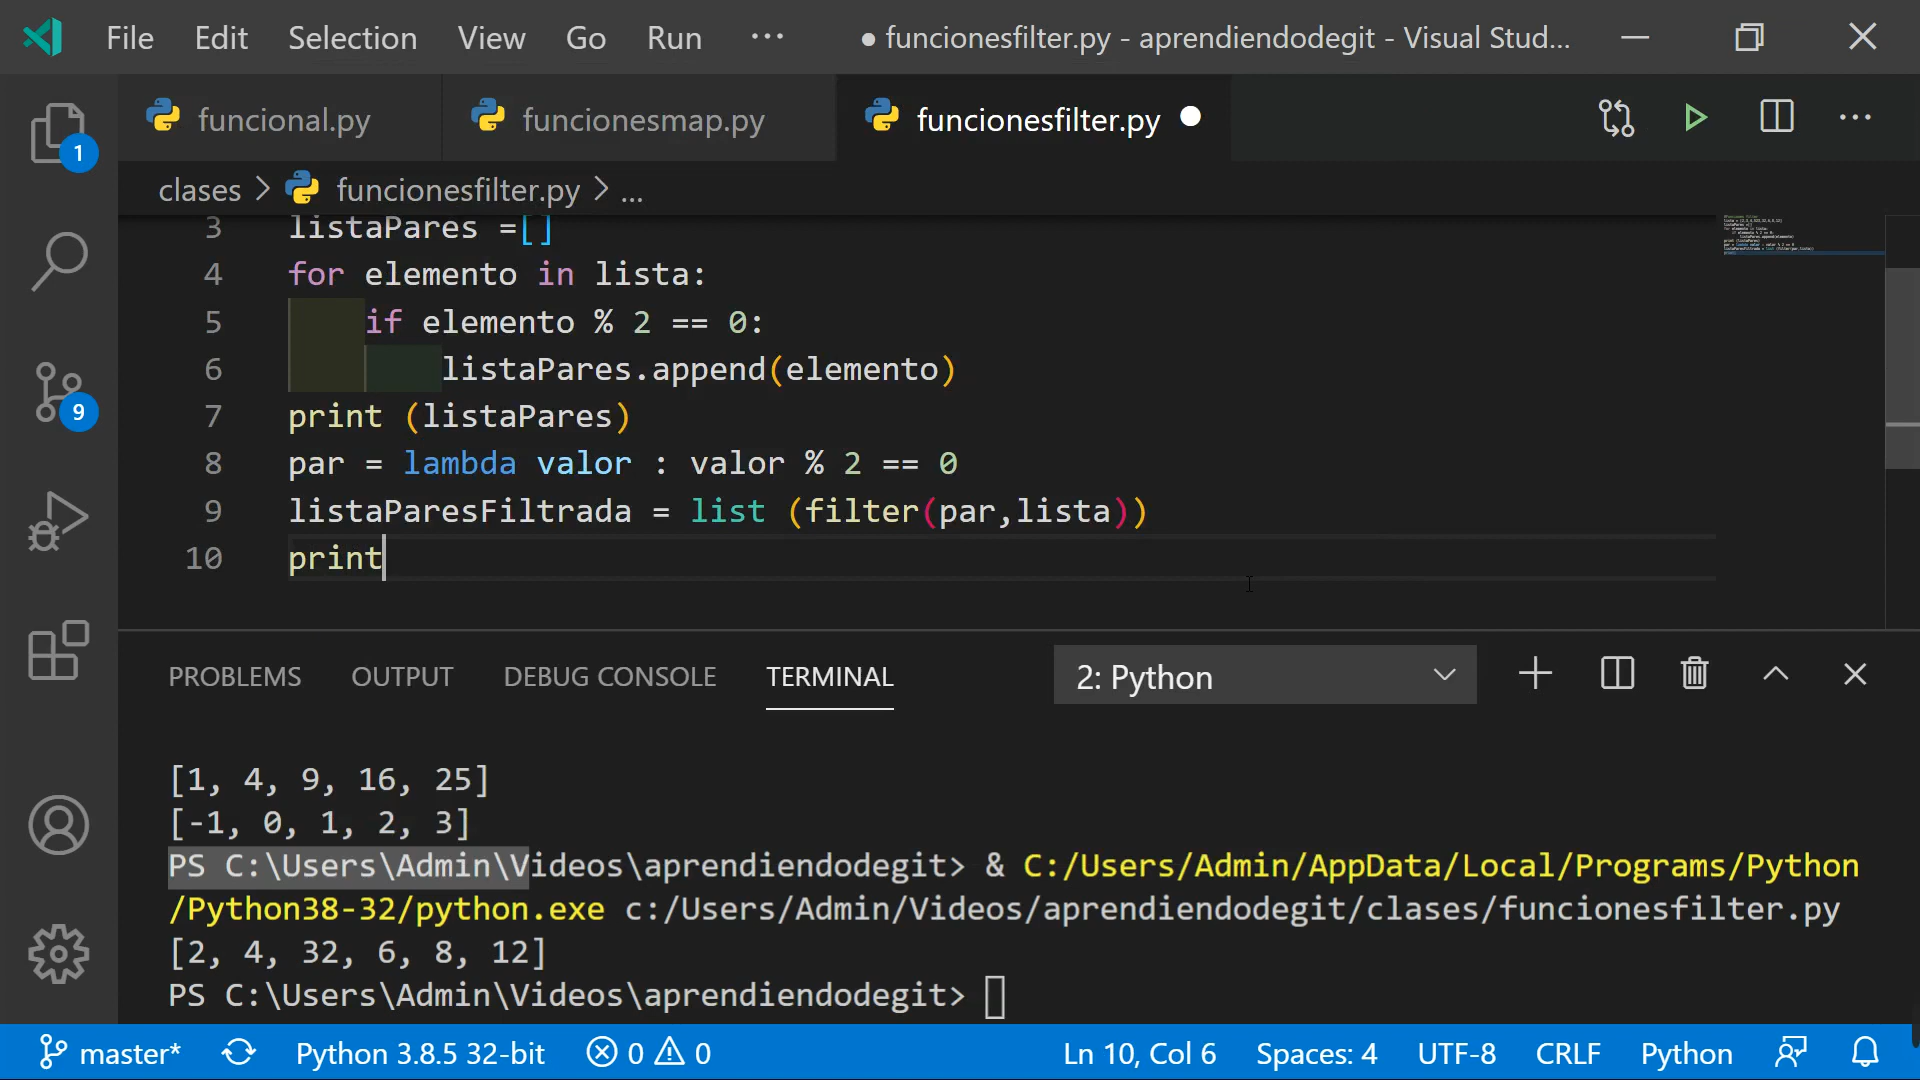 File Edit Selection View Go Run ··· ● funcionesfilter.py - aprendiendodegit - Visual Stud...
funcional.py funcionesmap.py funcionesfilter.py
1
clases > funcionesfilter.py > ...
3 listaPares =[]
4 for elemento in lista:
5 if elemento % 2 == 0:
6 listaPares.append(elemento)
7 print (listaPares)
8 par = lambda valor : valor % 2 == 0
9 listaParesFiltrada = list (filter(par,lista))
10 print
9
PROBLEMS OUTPUT DEBUG CONSOLE TERMINAL 2: Python
[1, 4, 9, 16, 25]
[-1, 0, 1, 2, 3]
PS C:\Users\Admin\Videos\aprendiendodegit> & C:/Users/Admin/AppData/Local/Programs/Python
/Python38-32/python.exe c:/Users/Admin/Videos/aprendiendodegit/clases/funcionesfilter.py
[2, 4, 32, 6, 8, 12]
PS C:\Users\Admin\Videos\aprendiendodegit>
master* Python 3.8.5 32-bit 0 0 Ln 10, Col 6 Spaces: 4 UTF-8 CRLF Python